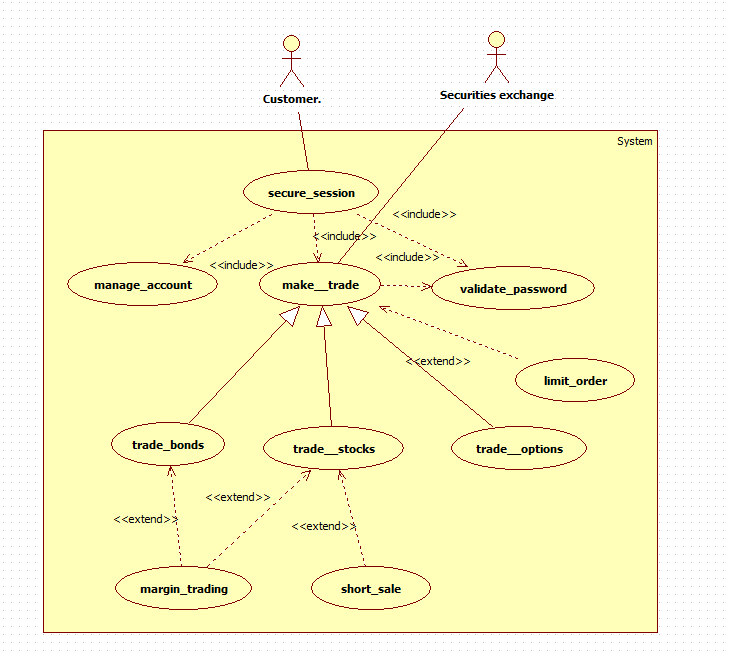 Customer.
Securities exchange
System
secure_session
<<include>>
<<include>>
<<include>>
<<include>>
manage_account
make__trade
validate_password
<<extend>>
limit_order
trade_bonds
trade__stocks
trade__options
<<extend>>
<<extend>>
<<extend>>
margin_trading
short_sale